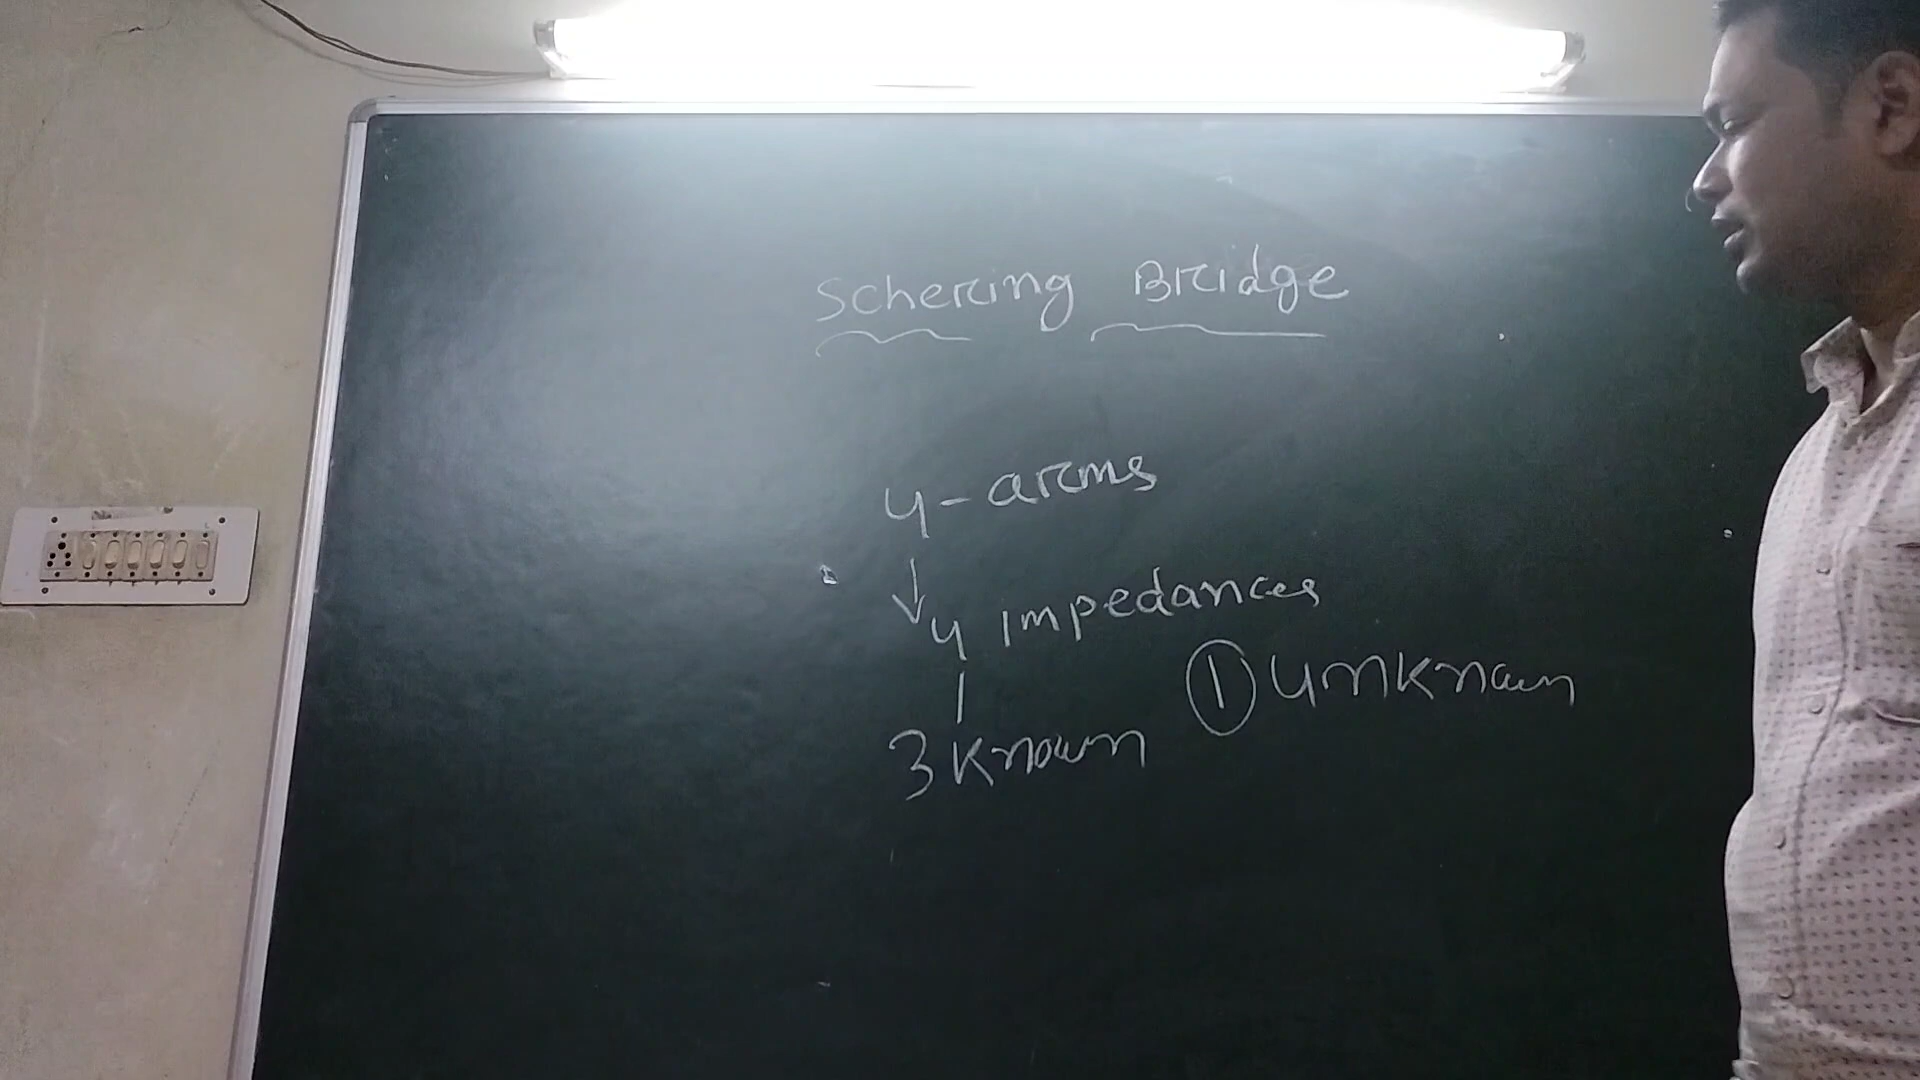 Schering Bridge
4-arms
↓
4 impedances
① unknown
3 known